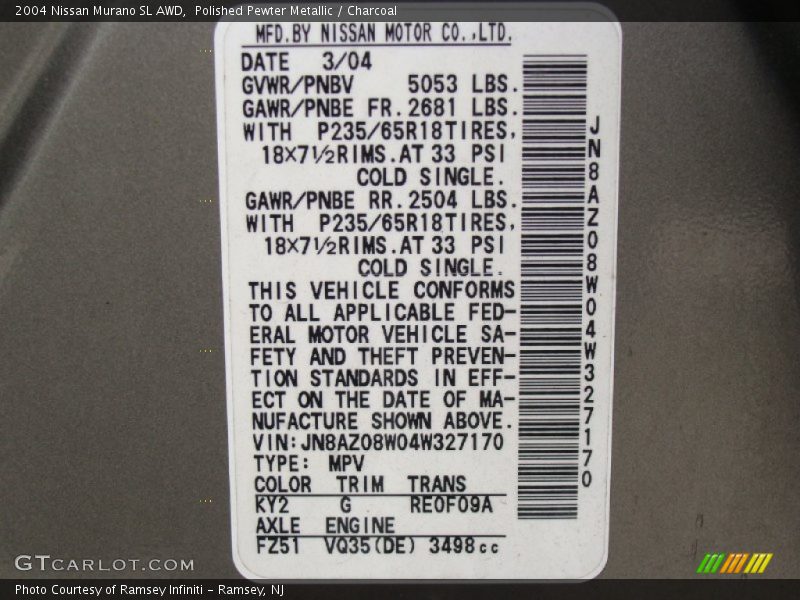 2004 Nissan Murano SL AWD,  Polished Pewter Metallic / Charcoal
MFD.BY NISSAN MOTOR CO.,LTD.
DATE 3/04
GVWR/PNBV 5053 LBS.
GAWR/PNBE FR.2681 LBS.
WITH P235/65R18TIRES,
18×7½RIMS.AT 33 PSI
COLD SINGLE.
GAWR/PNBE RR.2504 LBS.
WITH P235/65R18TIRES,
18×7½RIMS.AT 33 PSI
COLD SINGLE.
THIS VEHICLE CONFORMS
TO ALL APPLICABLE FED-
ERAL MOTOR VEHICLE SA-
FETY AND THEFT PREVEN-
TION STANDARDS IN EFF-
ECT ON THE DATE OF MA-
NUFACTURE SHOWN ABOVE.
VIN:JN8AZ08W04W327170
TYPE: MPV
COLOR TRIM TRANS
KY2 G RE0F09A
AXLE ENGINE
FZ51 VQ35(DE) 3498cc
JN8AZ08W04W327170
GTCARLOT.COM
Photo Courtesy of Ramsey Infiniti - Ramsey, NJ